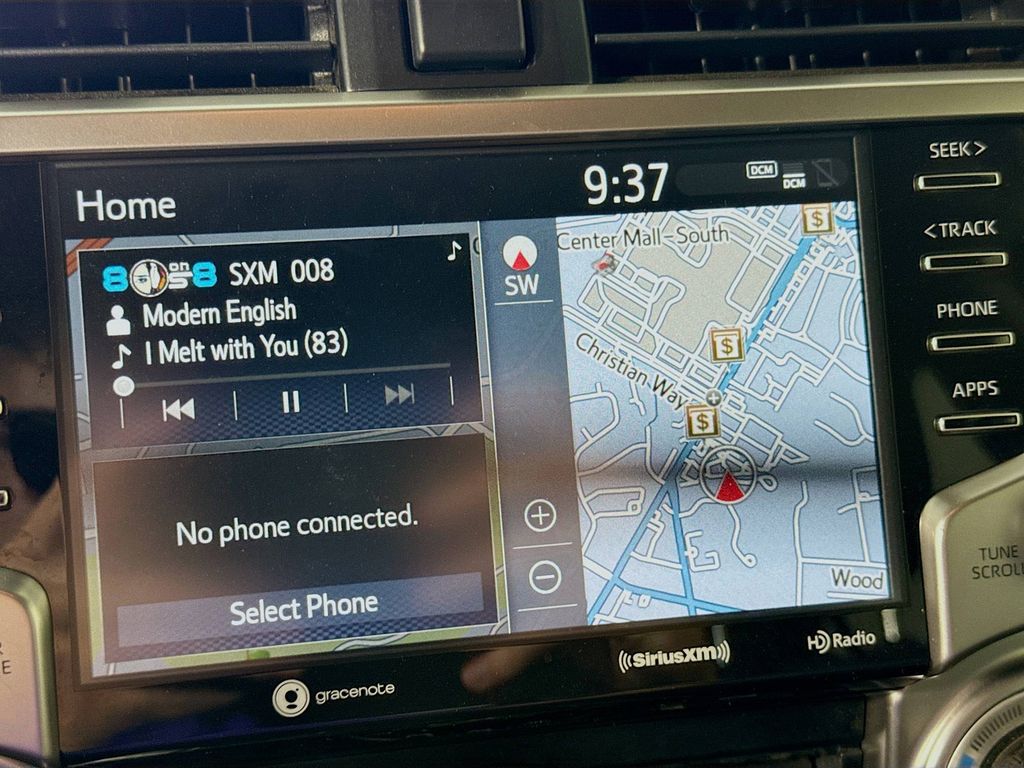 Home
9:37
DCM
DCM
8 on 8s SXM 008
Modern English
I Melt with You (83)
No phone connected.
Select Phone
SW
Center Mall-South
$
$
Christian Way
$
Wood
SEEK >
< TRACK
PHONE
APPS
TUNE
SCROLL
gracenote
SiriusXM
HD Radio